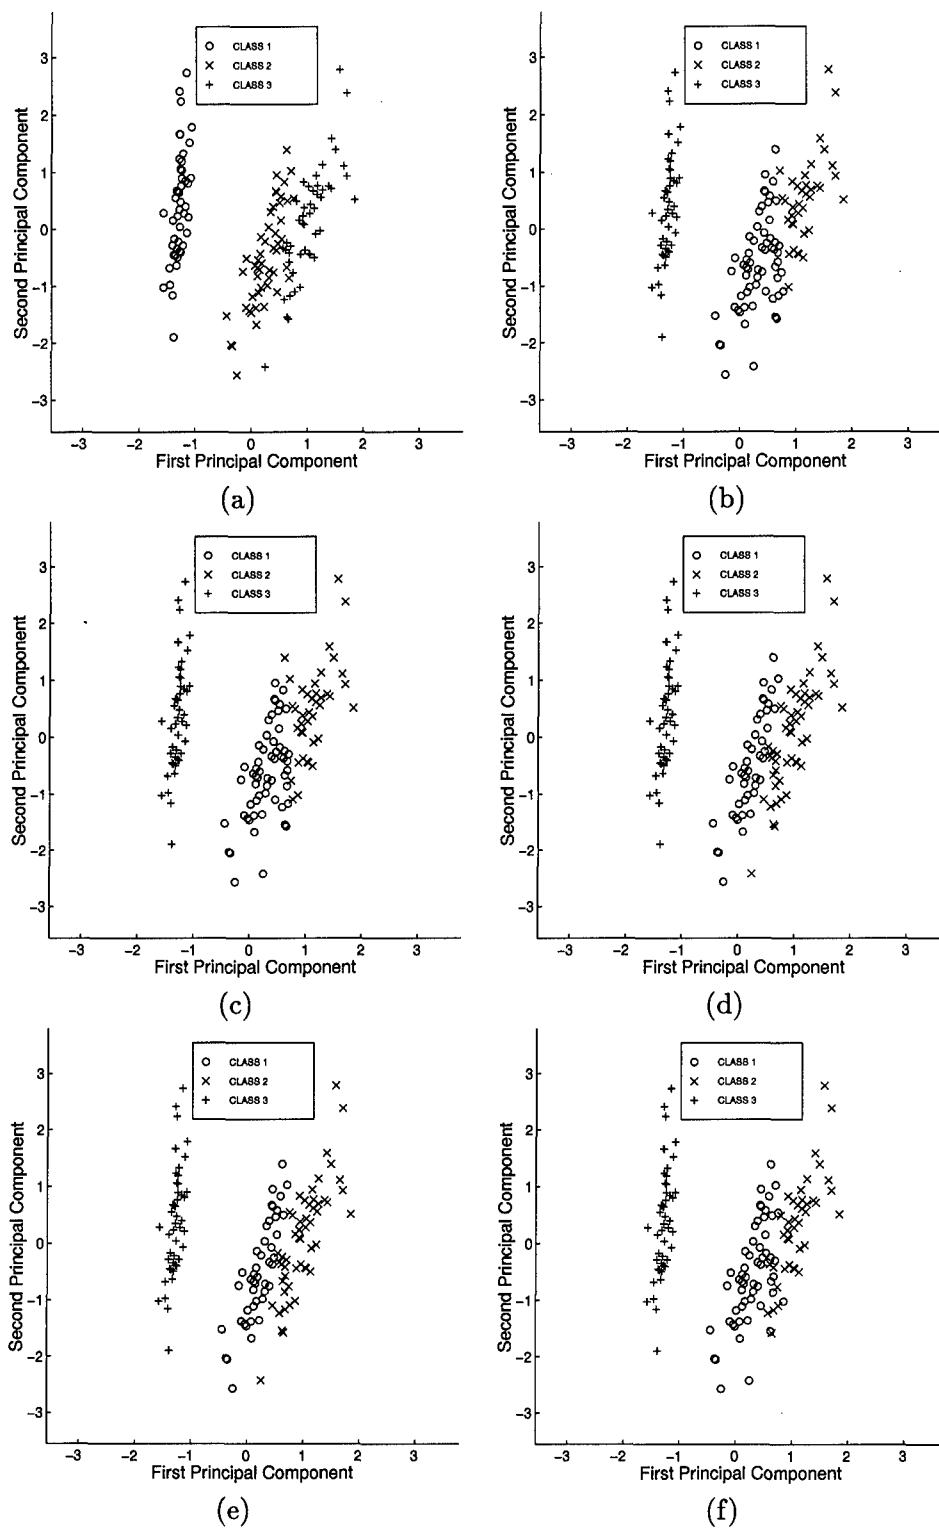 3
2
1
0
−1
−2
−3
Second Principal Component
CLASS 1
CLASS 2
CLASS 3
−3 −2 −1 0 1 2 3
First Principal Component
(a)
3
2
1
0
−1
−2
−3
Second Principal Component
CLASS 1
CLASS 2
CLASS 3
−3 −2 −1 0 1 2 3
First Principal Component
(b)
3
2
1
0
−1
−2
−3
Second Principal Component
CLASS 1
CLASS 2
CLASS 3
−3 −2 −1 0 1 2 3
First Principal Component
(c)
3
2
1
0
−1
−2
−3
Second Principal Component
CLASS 1
CLASS 2
CLASS 3
−3 −2 −1 0 1 2 3
First Principal Component
(d)
3
2
1
0
−1
−2
−3
Second Principal Component
CLASS 1
CLASS 2
CLASS 3
−3 −2 −1 0 1 2 3
First Principal Component
(e)
3
2
1
0
−1
−2
−3
Second Principal Component
CLASS 1
CLASS 2
CLASS 3
−3 −2 −1 0 1 2 3
First Principal Component
(f)